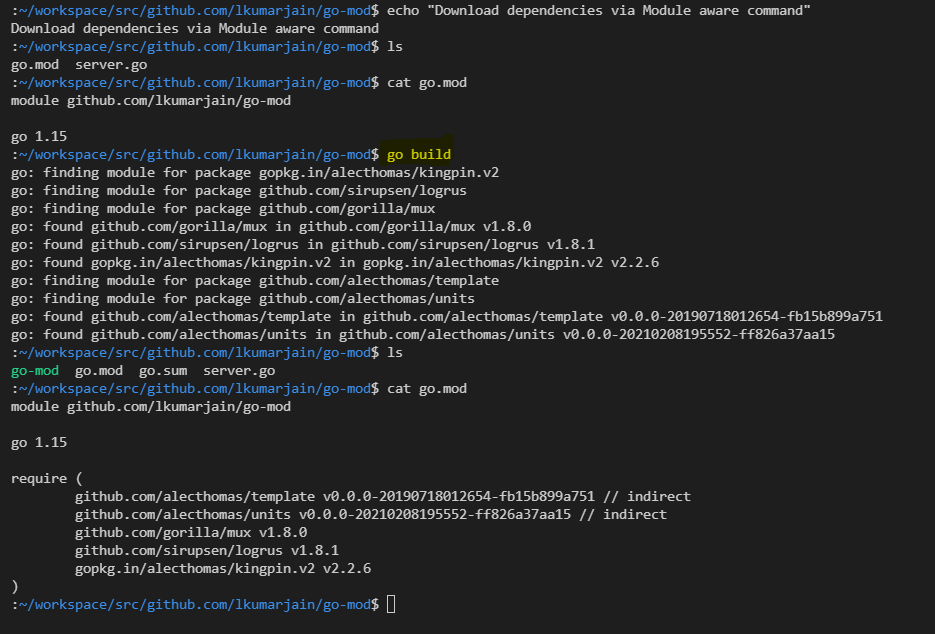 :~/workspace/src/github.com/lkumarjain/go-mod$ echo "Download dependencies via Module aware command"
Download dependencies via Module aware command
:~/workspace/src/github.com/lkumarjain/go-mod$ ls
go.mod  server.go
:~/workspace/src/github.com/lkumarjain/go-mod$ cat go.mod
module github.com/lkumarjain/go-mod

go 1.15
:~/workspace/src/github.com/lkumarjain/go-mod$ go build
go: finding module for package gopkg.in/alecthomas/kingpin.v2
go: finding module for package github.com/sirupsen/logrus
go: finding module for package github.com/gorilla/mux
go: found github.com/gorilla/mux in github.com/gorilla/mux v1.8.0
go: found github.com/sirupsen/logrus in github.com/sirupsen/logrus v1.8.1
go: found gopkg.in/alecthomas/kingpin.v2 in gopkg.in/alecthomas/kingpin.v2 v2.2.6
go: finding module for package github.com/alecthomas/template
go: finding module for package github.com/alecthomas/units
go: found github.com/alecthomas/template in github.com/alecthomas/template v0.0.0-20190718012654-fb15b899a751
go: found github.com/alecthomas/units in github.com/alecthomas/units v0.0.0-20210208195552-ff826a37aa15
:~/workspace/src/github.com/lkumarjain/go-mod$ ls
go-mod  go.mod  go.sum  server.go
:~/workspace/src/github.com/lkumarjain/go-mod$ cat go.mod
module github.com/lkumarjain/go-mod

go 1.15

require (
        github.com/alecthomas/template v0.0.0-20190718012654-fb15b899a751 // indirect
        github.com/alecthomas/units v0.0.0-20210208195552-ff826a37aa15 // indirect
        github.com/gorilla/mux v1.8.0
        github.com/sirupsen/logrus v1.8.1
        gopkg.in/alecthomas/kingpin.v2 v2.2.6
)
:~/workspace/src/github.com/lkumarjain/go-mod$